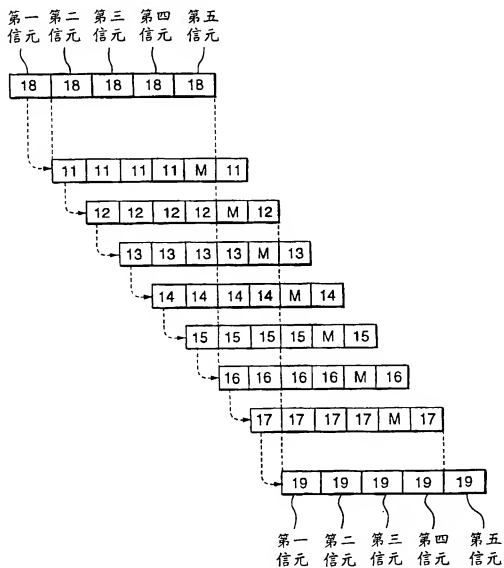 第一信元 第二信元 第三信元 第四信元 第五信元
18 18 18 18 18
11 11 11 11 M 11
12 12 12 12 M 12
13 13 13 13 M 13
14 14 14 14 M 14
15 15 15 15 M 15
16 16 16 16 M 16
17 17 17 17 M 17
19 19 19 19 19
第一信元 第二信元 第三信元 第四信元 第五信元